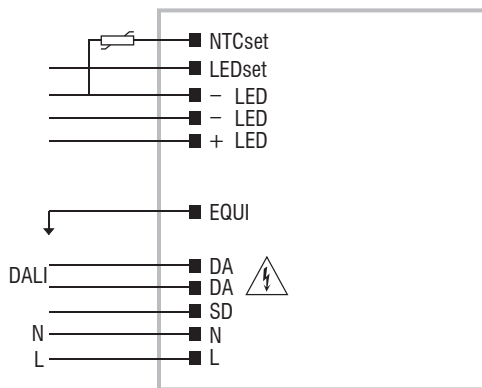 NTCset
LEDset
− LED
− LED
+ LED
EQUI
DALI
DA
DA
SD
N N
L L